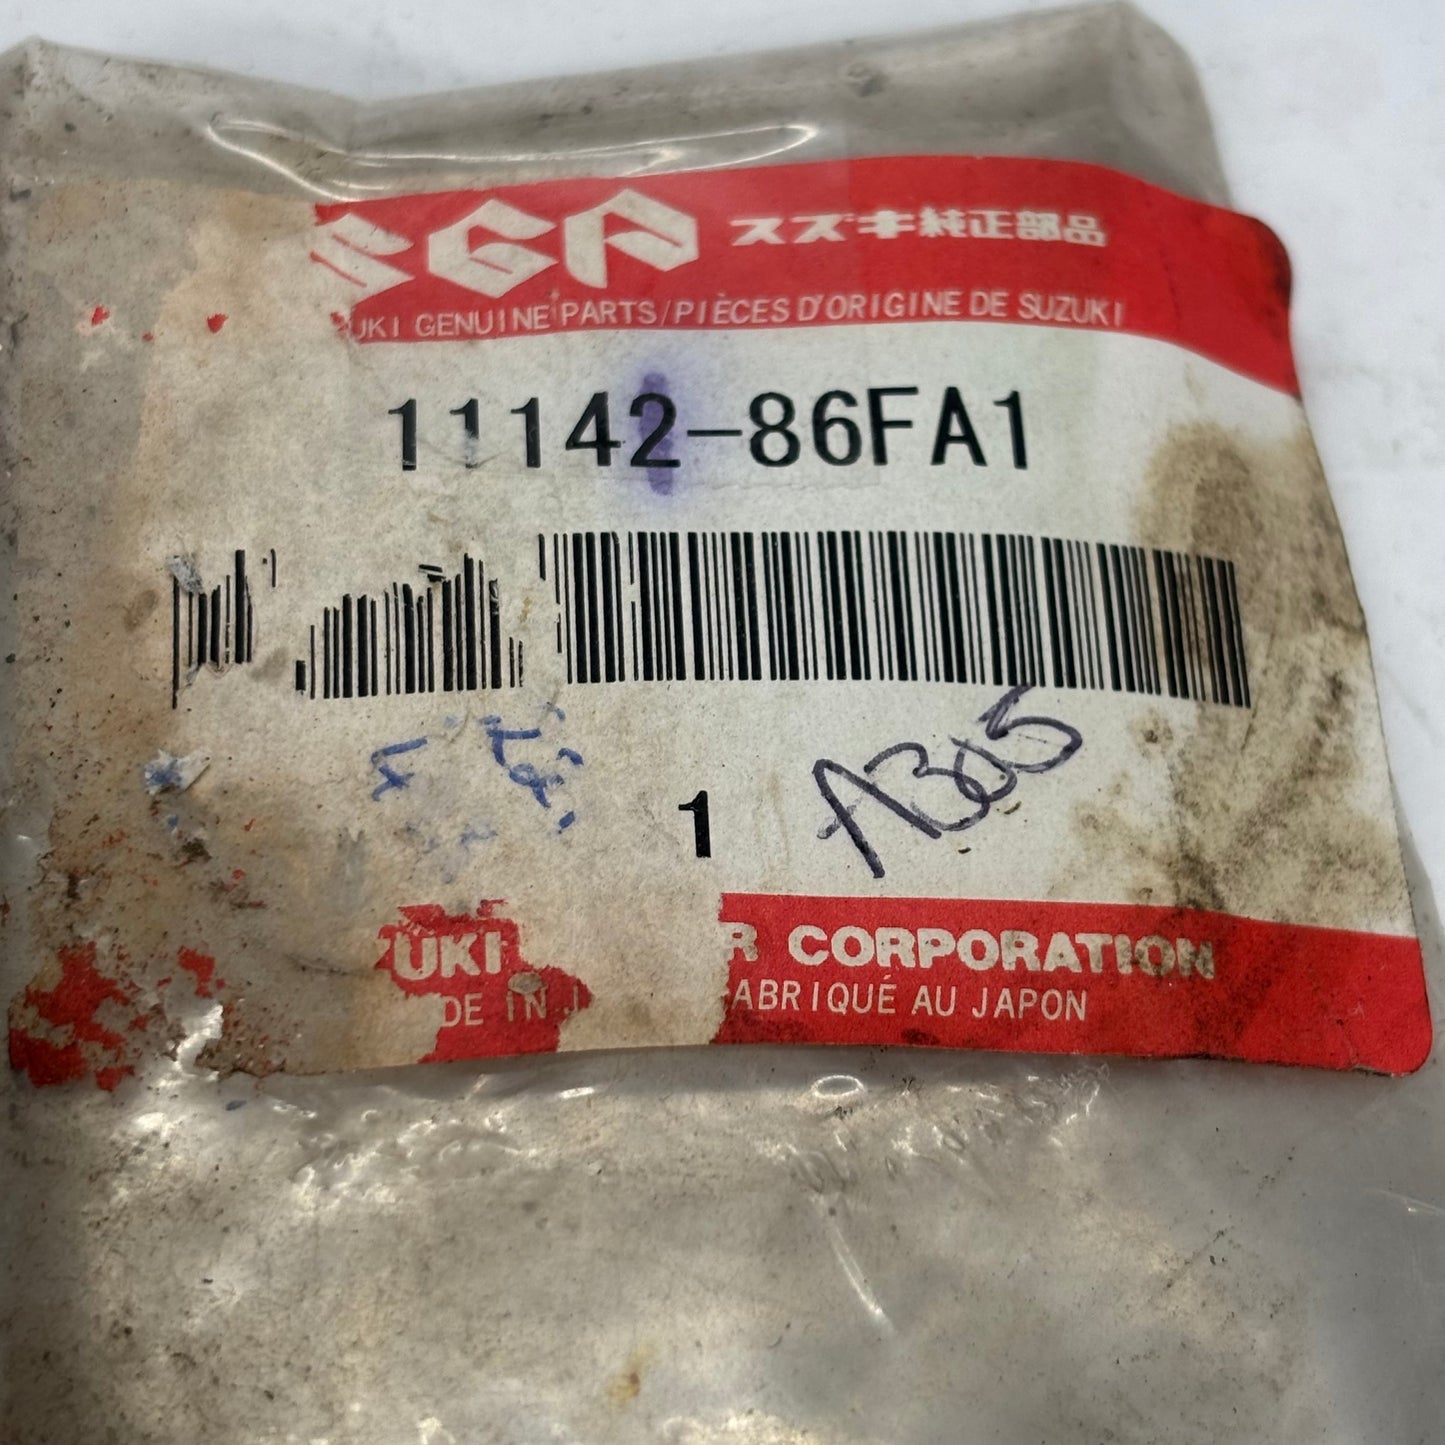 SGP スズキ純正部品
UKI GENUINE PARTS/PIÈCES D'ORIGINE DE SUZUKI
11142-86FA1
1
ZUKI R CORPORATION
DE IN J ABRIQUÉ AU JAPON